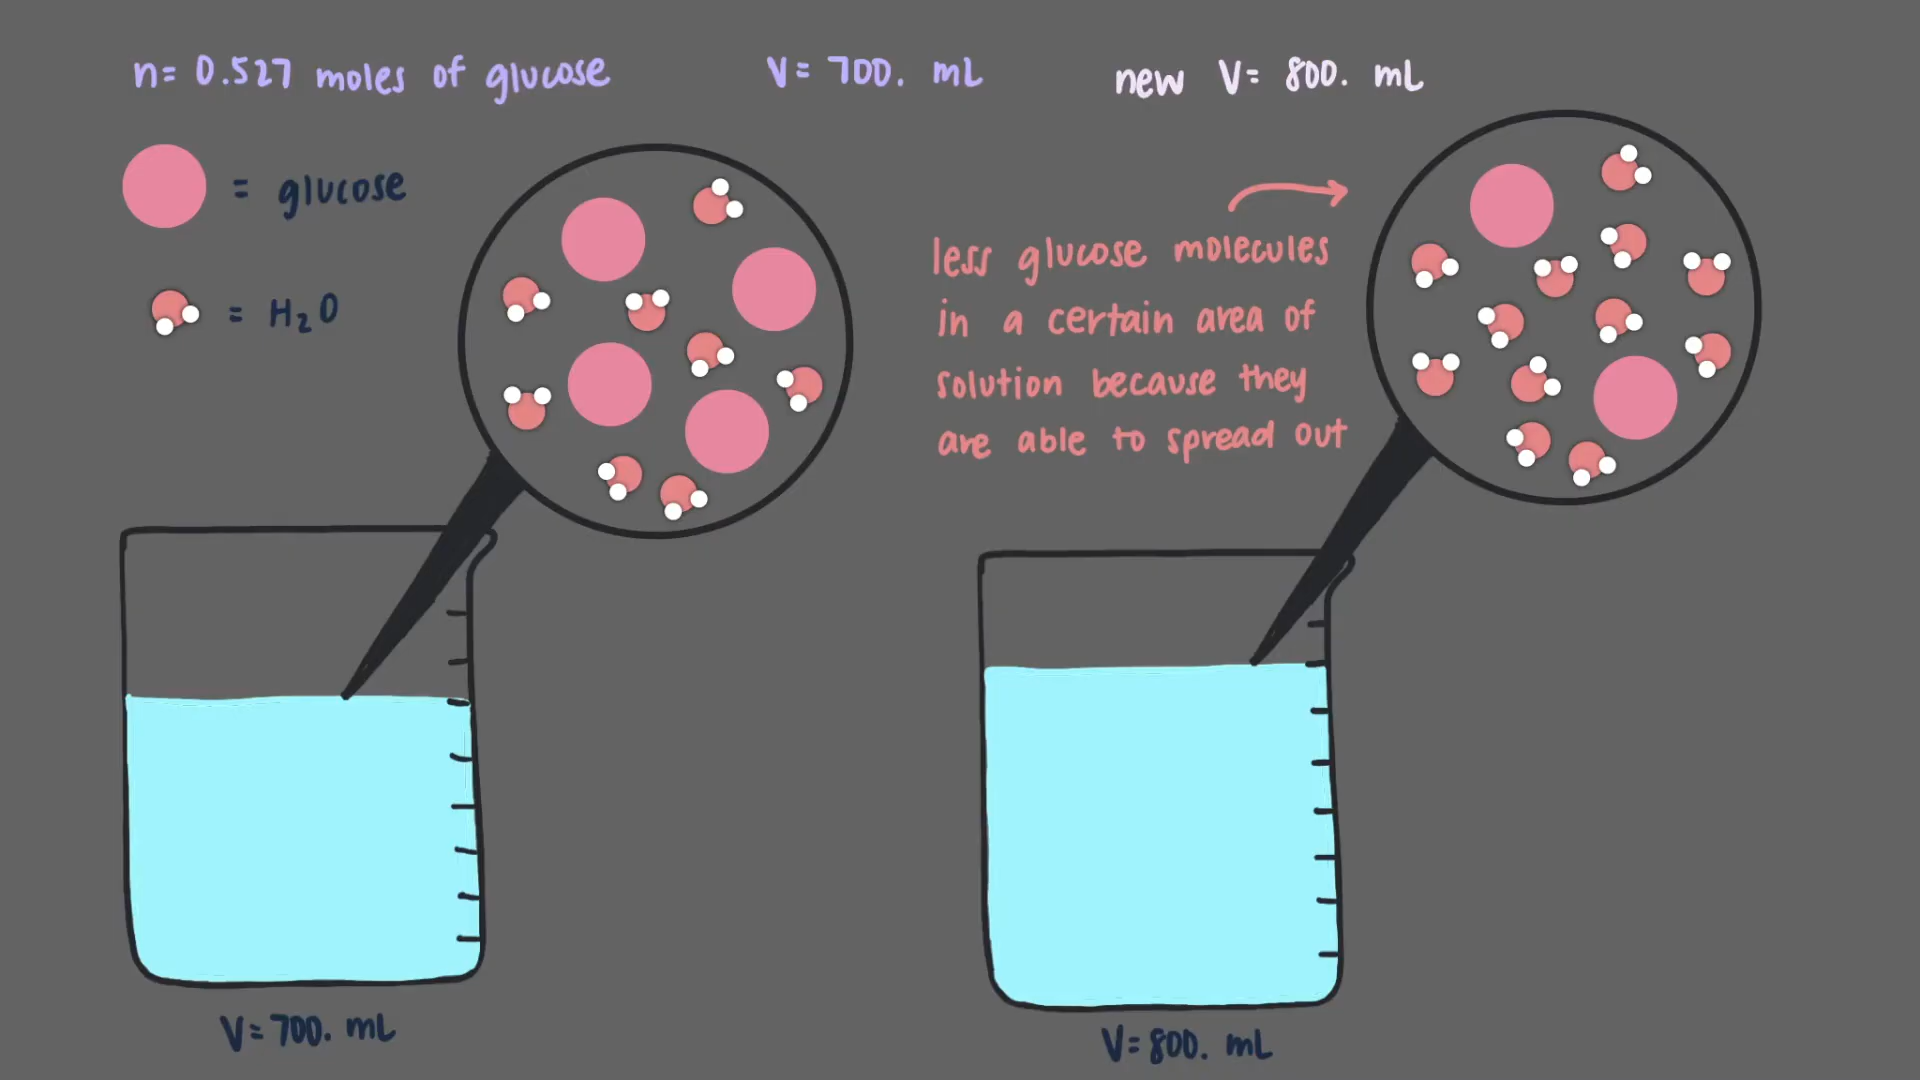 n= 0.527 moles of glucose
V= 700. mL
new V= 800. mL
= glucose
= H₂O
less glucose molecules
in a certain area of
solution because they
are able to spread out
V= 700. mL
V= 800. mL